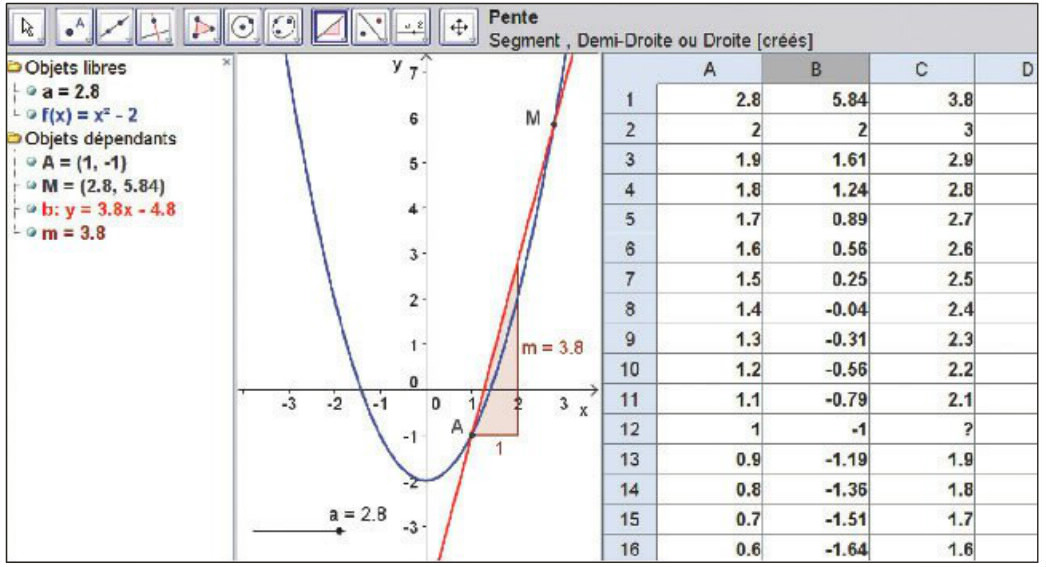 Pente
Segment , Demi-Droite ou Droite [créés]
Objets libres
a = 2.8
f(x) = x² - 2
Objets dépendants
A = (1, -1)
M = (2.8, 5.84)
b: y = 3.8x - 4.8
m = 3.8
y
7
6
M
5
4
3
2
1
m = 3.8
0
-3 -2 -1 0 1 2 3 x
A
-1
1
-2
a = 2.8
-3
A B C D
1 2.8 5.84 3.8
2 2 2 3
3 1.9 1.61 2.9
4 1.8 1.24 2.8
5 1.7 0.89 2.7
6 1.6 0.56 2.6
7 1.5 0.25 2.5
8 1.4 -0.04 2.4
9 1.3 -0.31 2.3
10 1.2 -0.56 2.2
11 1.1 -0.79 2.1
12 1 -1 ?
13 0.9 -1.19 1.9
14 0.8 -1.36 1.8
15 0.7 -1.51 1.7
16 0.6 -1.64 1.6